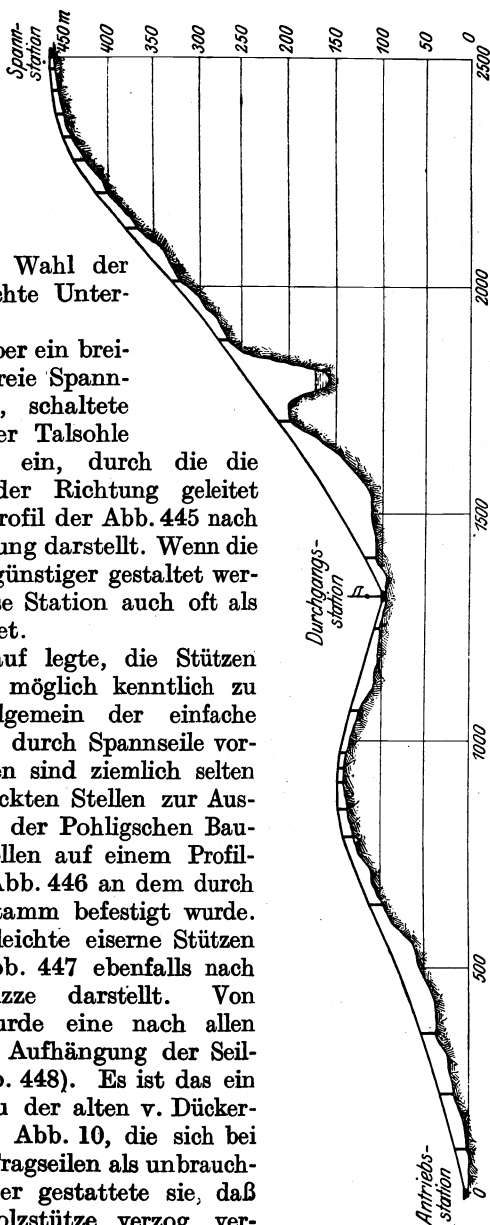 Spann-
station
450 m
400
350
300
250
200
150
100
50
0
2500
2000
1500
1000
500
0
Durchgangs-
station
Antriebs-
station
Wahl der
chte Unter-
ber ein brei-
reie Spann-
, schaltete
er Talsohle
ein, durch die die
der Richtung geleitet
rofil der Abb. 445 nach
ung darstellt. Wenn die
günstiger gestaltet wer-
se Station auch oft als
et.
auf legte, die Stützen
möglich kenntlich zu
lgemein der einfache
durch Spannseile vor-
en sind ziemlich selten
ckten Stellen zur Aus-
der Pohligschen Bau-
llen auf einem Profil-
Abb. 446 an dem durch
tamm befestigt wurde.
leichte eiserne Stützen
bb. 447 ebenfalls nach
izze darstellt. Von
urde eine nach allen
Aufhängung der Seil-
b. 448). Es ist das ein
u der alten v. Dücker-
Abb. 10, die sich bei
Tragseilen als unbrauch-
er gestattete sie, daß
olzstütze verzog, ver-